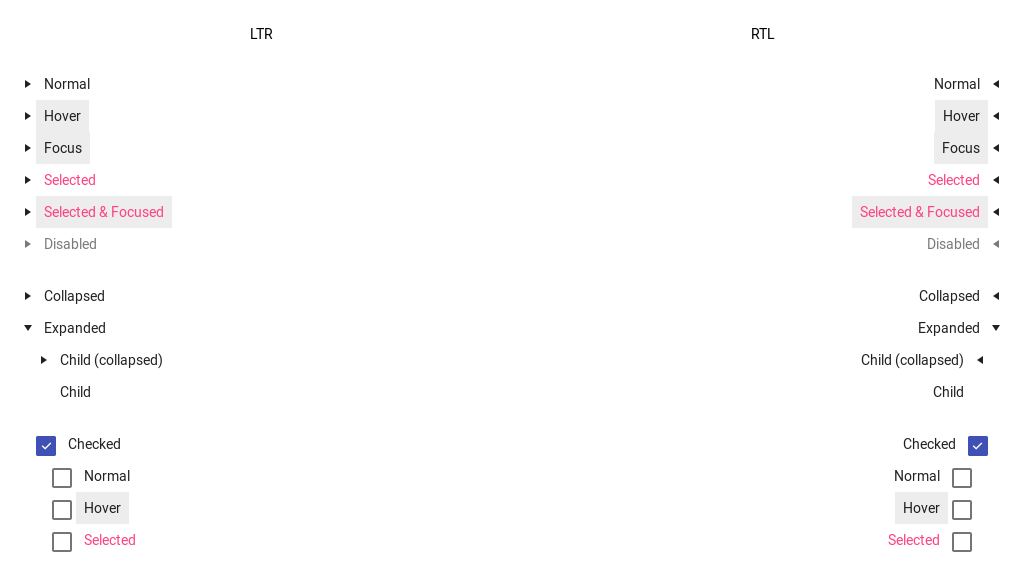 LTR
Normal
Hover
Focus
Selected
Selected & Focused
Disabled
Collapsed
Expanded
Child (collapsed)
Child
Checked
Normal
Hover
Selected
RTL
Normal
Hover
Focus
Selected
Selected & Focused
Disabled
Collapsed
Expanded
Child (collapsed)
Child
Checked
Normal
Hover
Selected